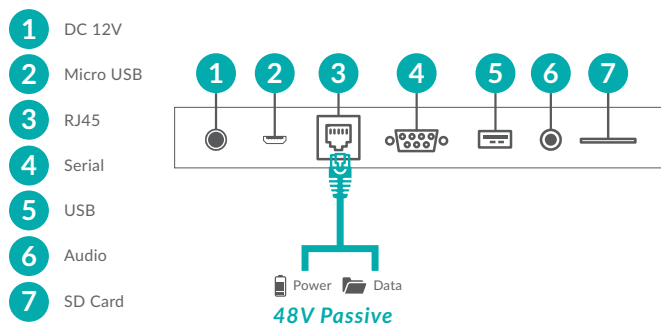 1 DC 12V
2 Micro USB
3 RJ45
4 Serial
5 USB
6 Audio
7 SD Card
1 2 3 4 5 6 7
Power Data
48V Passive